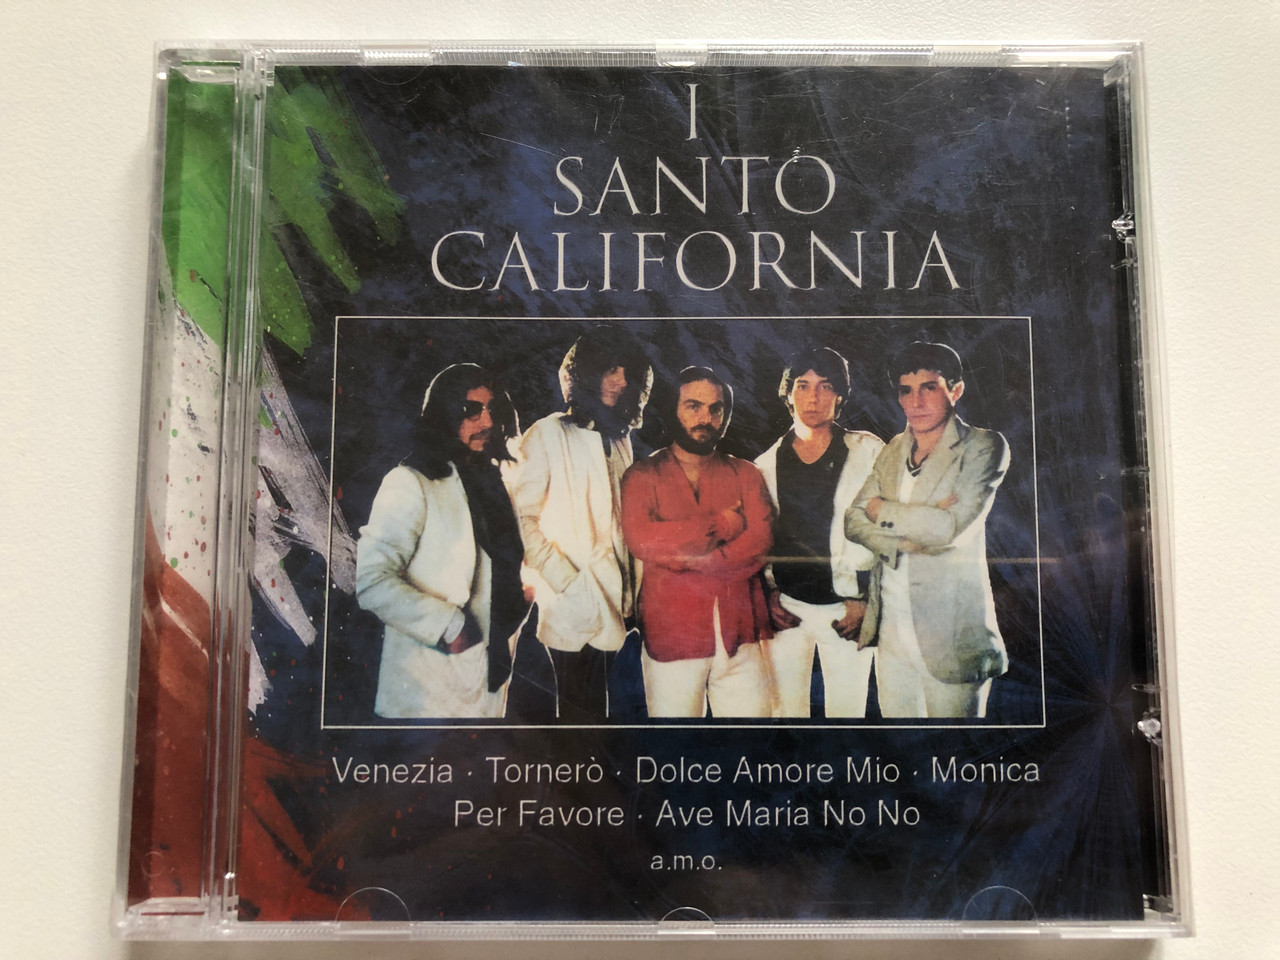 I
SANTO
CALIFORNIA
Venezia · Tornerò · Dolce Amore Mio · Monica
Per Favore · Ave Maria No No
a.m.o.